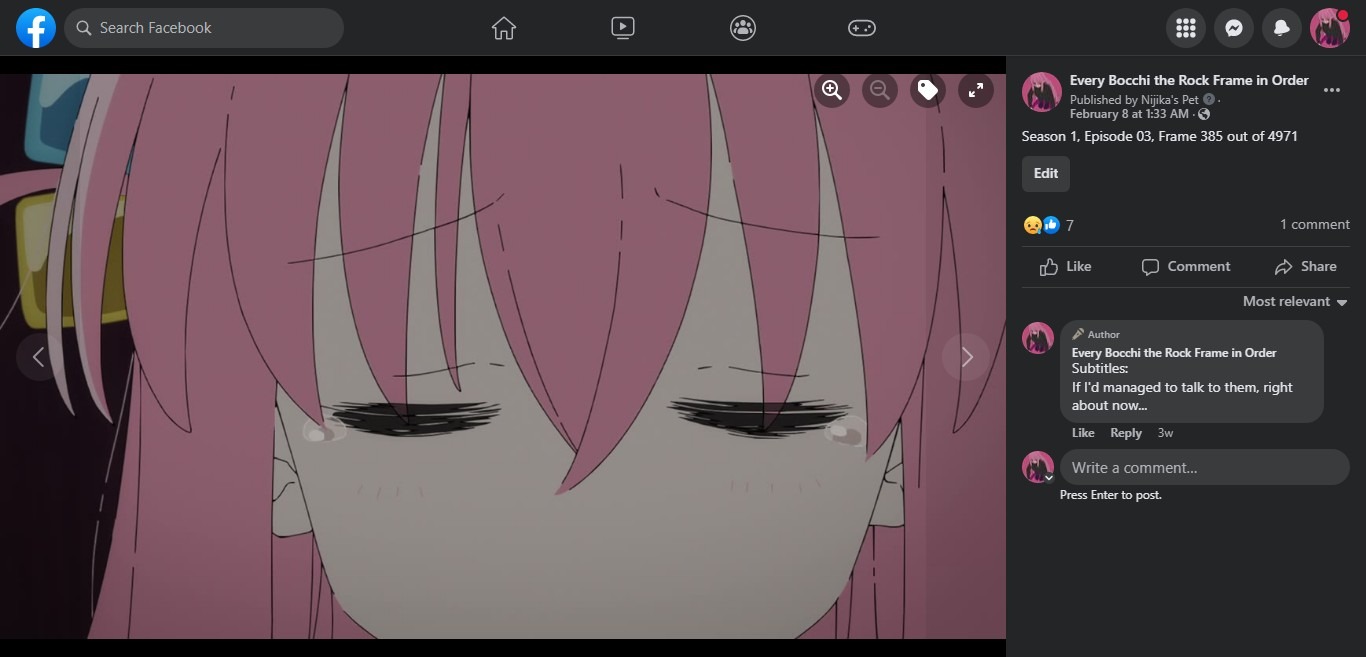 Search Facebook
Every Bocchi the Rock Frame in Order
Published by Nijika's Pet ·
February 8 at 1:33 AM ·
Season 1, Episode 03, Frame 385 out of 4971
Edit
7
1 comment
Like
Comment
Share
Most relevant
Author
Every Bocchi the Rock Frame in Order
Subtitles:
If I'd managed to talk to them, right
about now...
Like Reply 3w
Write a comment...
Press Enter to post.